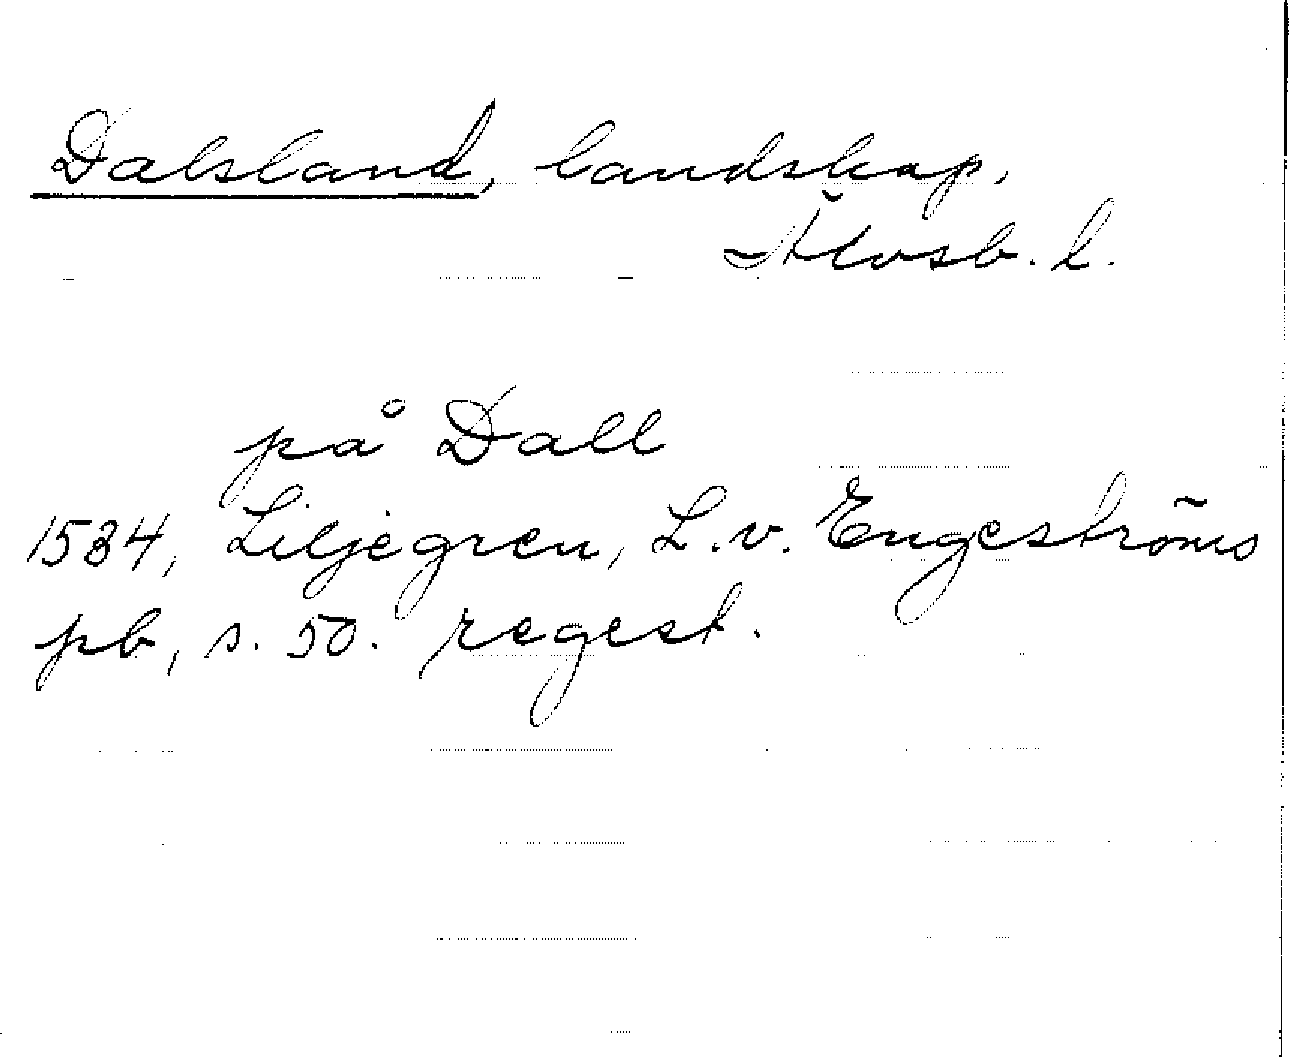 Dalsland, landskap,
Älvsb. l.
på Dall
1534, Liljegren, L. v. Engeströms
pb, s. 50. regest.